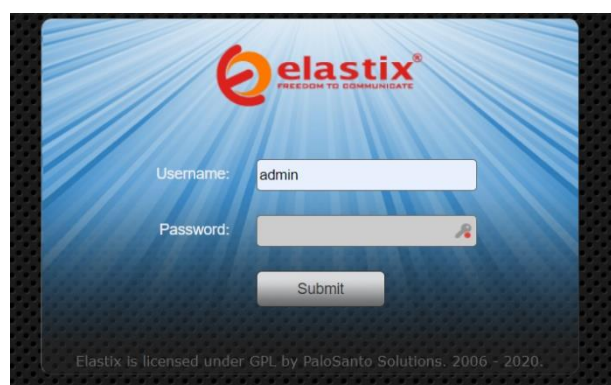 elastix®
FREEDOM TO COMMUNICATE
Username: admin
Password:
Submit
Elastix is licensed under GPL by PaloSanto Solutions. 2006 - 2020.